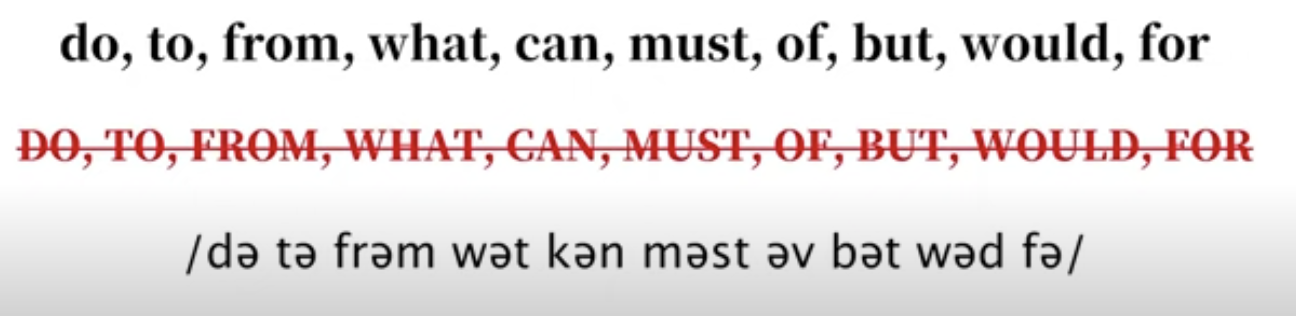 do, to, from, what, can, must, of, but, would, for
DO, TO, FROM, WHAT, CAN, MUST, OF, BUT, WOULD, FOR
/də tə frəm wət kən məst əv bət wəd fə/